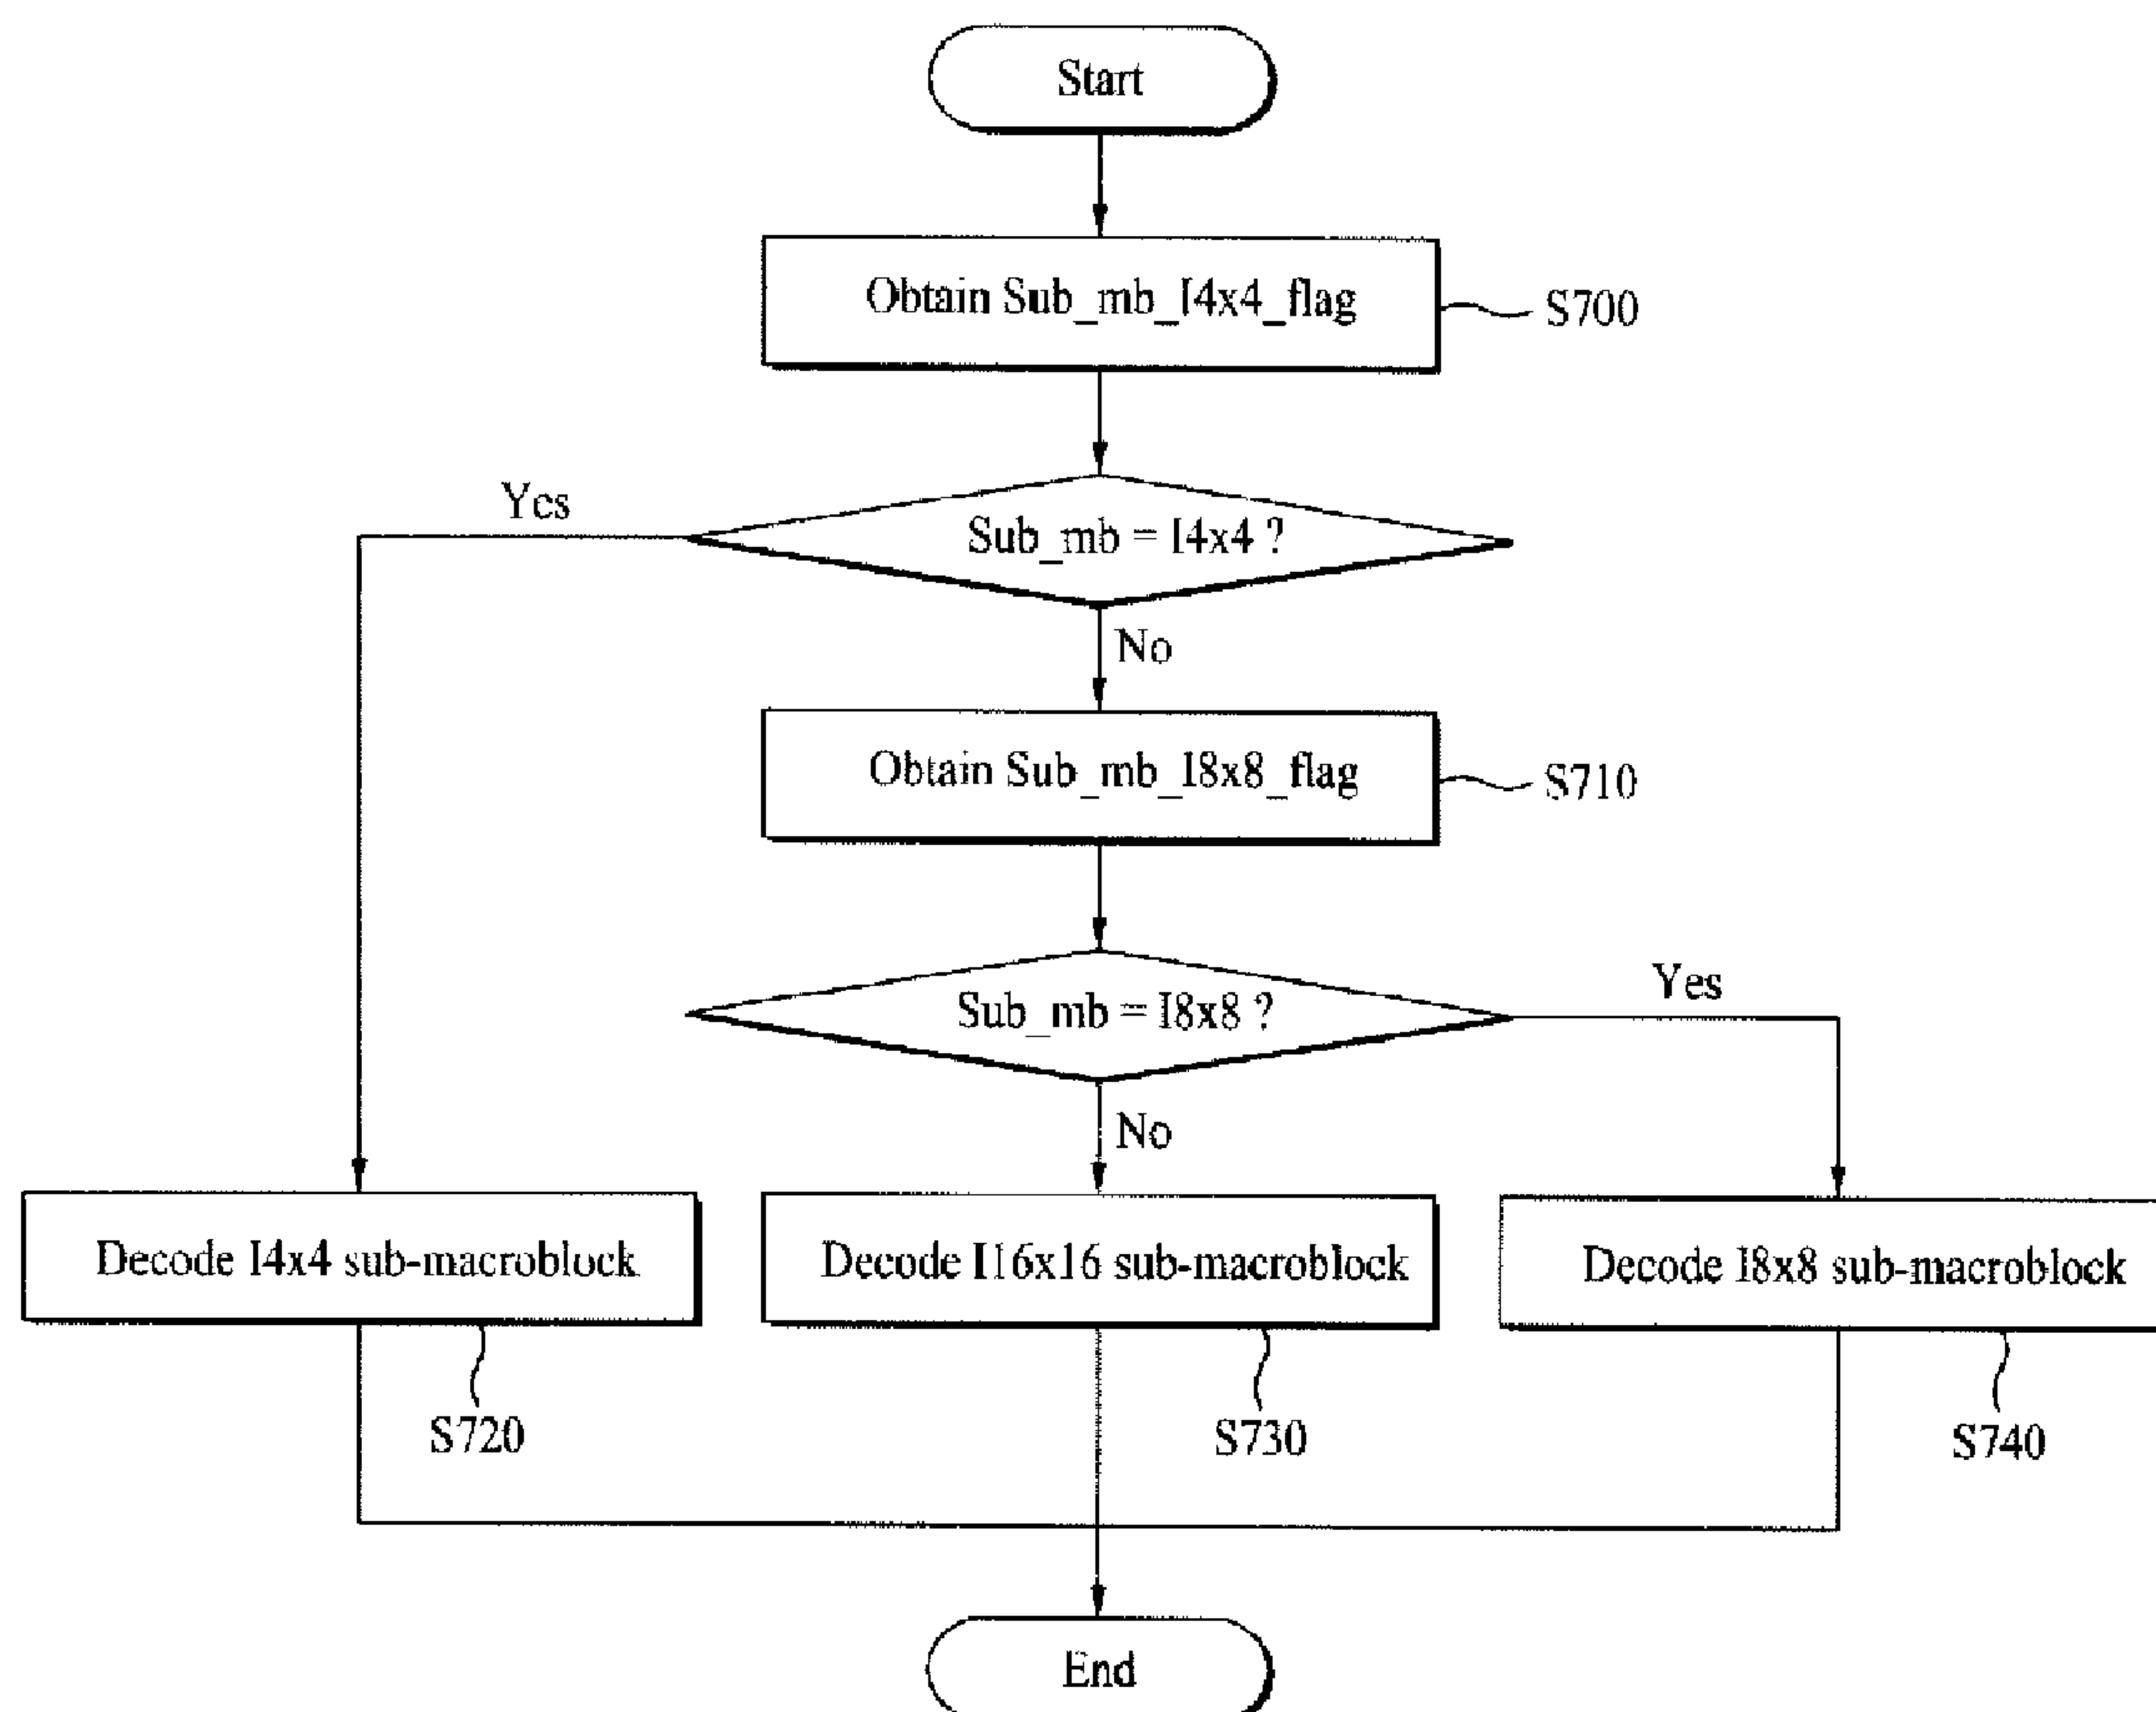 Start
Obtain Sub_mb_I4x4_flag
S700
Sub_mb = I4x4 ?
Yes
No
Obtain Sub_mb_I8x8_flag
S710
Sub_mb = I8x8 ?
Yes
No
Decode I4x4 sub-macroblock
Decode I16x16 sub-macroblock
Decode I8x8 sub-macroblock
S720
S730
S740
End